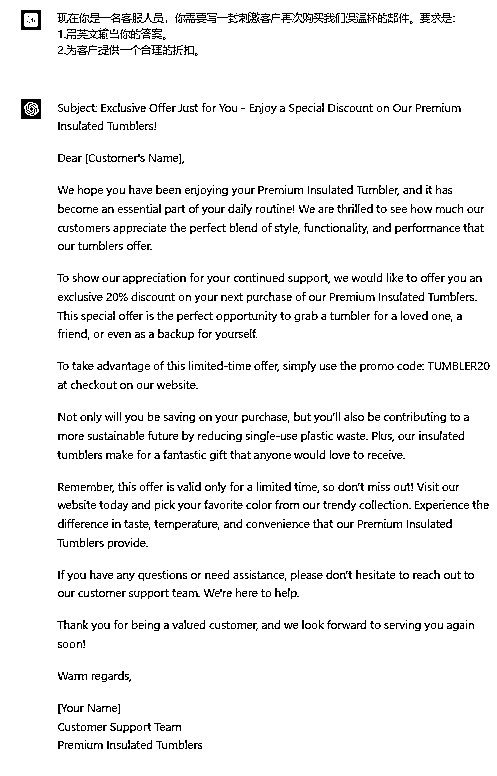 现在你是一名客服人员，你需要写一封刺激客户再次购买我们保温杯的邮件。要求是：
1.用英文输出你的答案。
2.为客户提供一个合理的折扣。
Subject: Exclusive Offer Just for You - Enjoy a Special Discount on Our Premium
Insulated Tumblers!
Dear [Customer's Name],
We hope you have been enjoying your Premium Insulated Tumbler, and it has
become an essential part of your daily routine! We are thrilled to see how much our
customers appreciate the perfect blend of style, functionality, and performance that
our tumblers offer.
To show our appreciation for your continued support, we would like to offer you an
exclusive 20% discount on your next purchase of our Premium Insulated Tumblers.
This special offer is the perfect opportunity to grab a tumbler for a loved one, a
friend, or even as a backup for yourself.
To take advantage of this limited-time offer, simply use the promo code: TUMBLER20
at checkout on our website.
Not only will you be saving on your purchase, but you'll also be contributing to a
more sustainable future by reducing single-use plastic waste. Plus, our insulated
tumblers make for a fantastic gift that anyone would love to receive.
Remember, this offer is valid only for a limited time, so don't miss out! Visit our
website today and pick your favorite color from our trendy collection. Experience the
difference in taste, temperature, and convenience that our Premium Insulated
Tumblers provide.
If you have any questions or need assistance, please don't hesitate to reach out to
our customer support team. We're here to help.
Thank you for being a valued customer, and we look forward to serving you again
soon!
Warm regards,
[Your Name]
Customer Support Team
Premium Insulated Tumblers